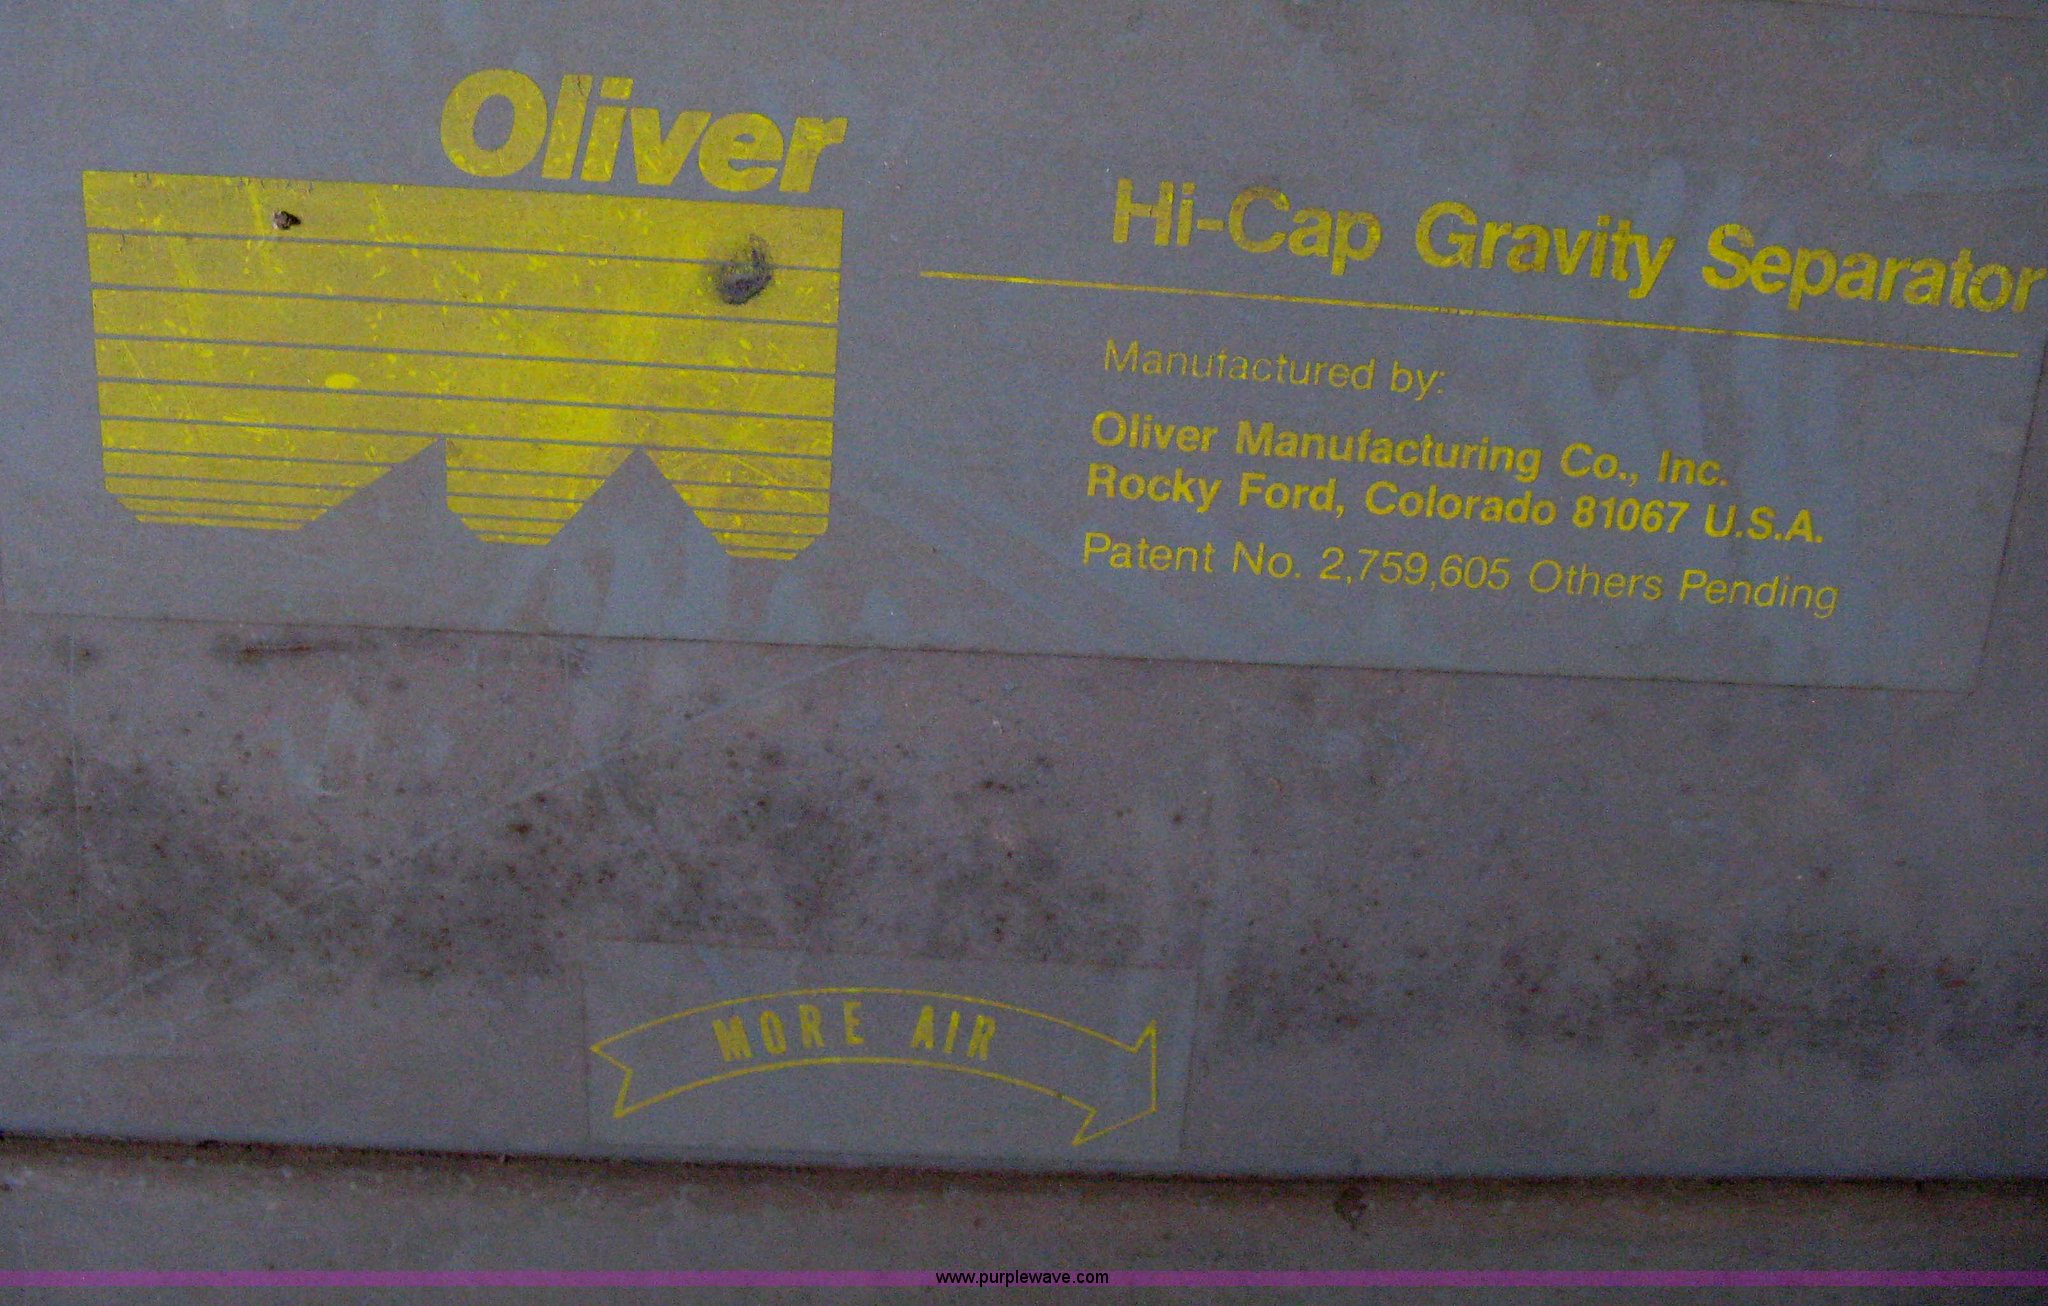 Oliver
Hi-Cap Gravity Separator
Manufactured by:
Oliver Manufacturing Co., Inc.
Rocky Ford, Colorado 81067 U.S.A.
Patent No. 2,759,605 Others Pending
MORE AIR
www.purplewave.com